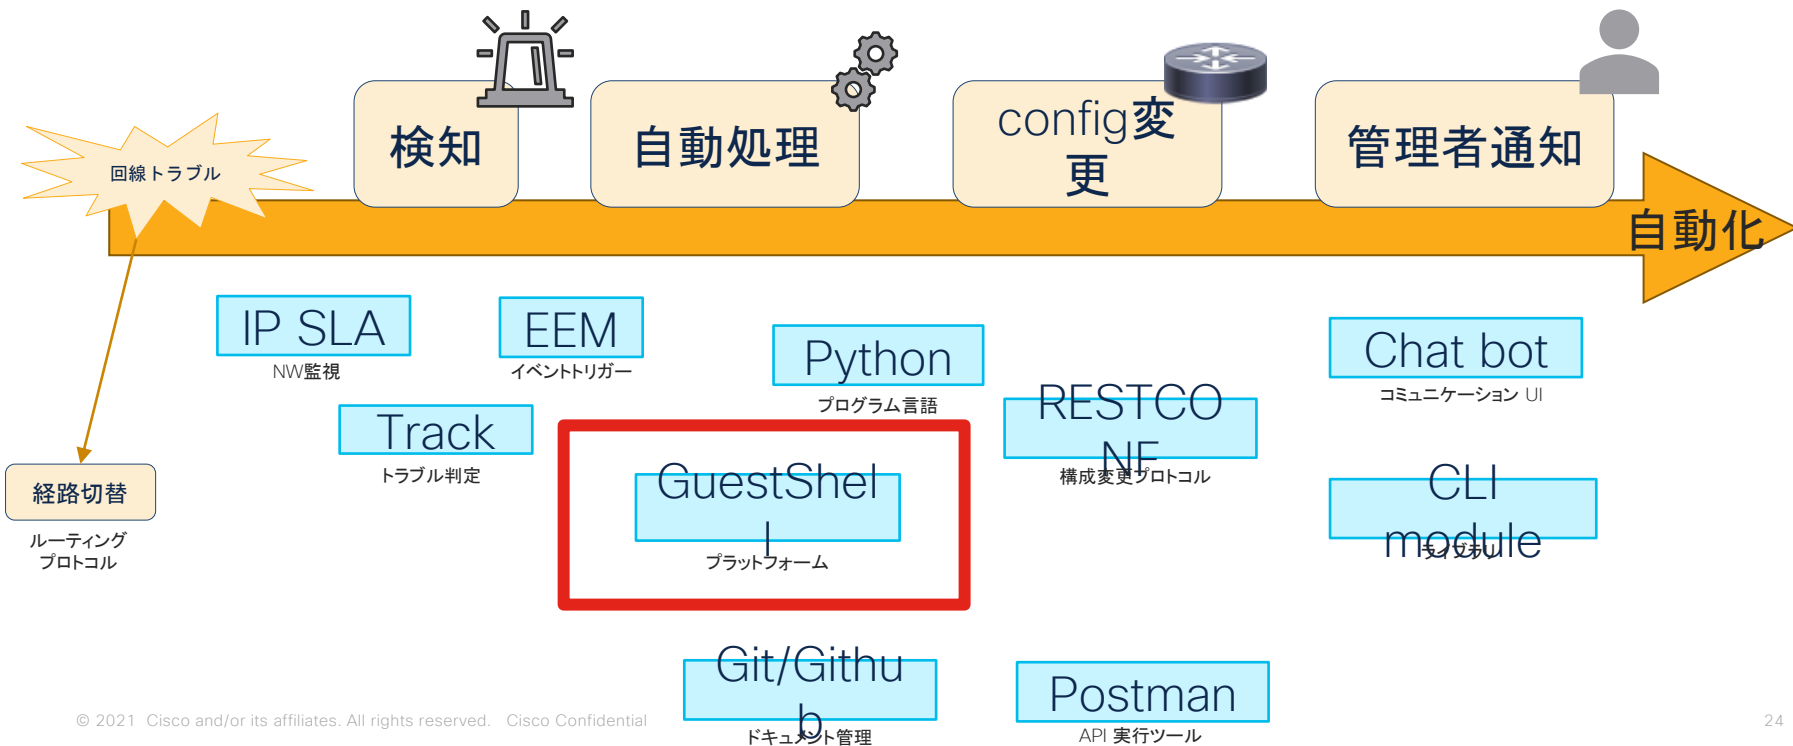 検知
自動処理
config変
更
管理者通知
回線トラブル
自動化
IP SLA
NW監視
EEM
イベントトリガー
Python
プログラム言語
Chat bot
コミュニケーション UI
Track
トラブル判定
RESTCO
NF
構成変更プロトコル
GuestShel
l
プラットフォーム
CLI
module
ライブラリ
経路切替
ルーティング
プロトコル
Git/Githu
b
ドキュメント管理
Postman
API 実行ツール
© 2021 Cisco and/or its affiliates. All rights reserved. Cisco Confidential
24